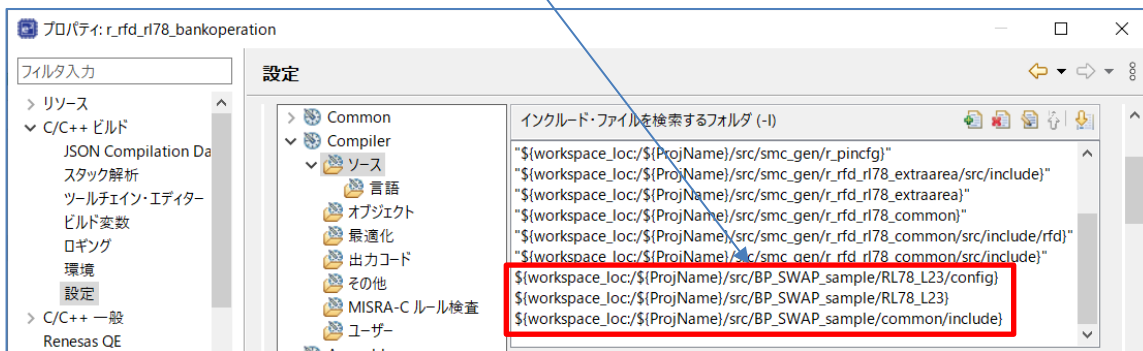 プロパティ: r_rfd_rl78_bankoperation
フィルタ入力
設定
リソース
C/C++ ビルド
JSON Compilation Da
スタック解析
ツールチェイン・エディター
ビルド変数
ロギング
環境
設定
C/C++ 一般
Renesas QE
Common
Compiler
ソース
言語
オブジェクト
最適化
出力コード
その他
MISRA-C ルール検査
ユーザー
インクルード・ファイルを検索するフォルダ (-I)
"${workspace_loc:/${ProjName}/src/smc_gen/r_pincfg}"
"${workspace_loc:/${ProjName}/src/smc_gen/r_rfd_rl78_extraarea/src/include}"
"${workspace_loc:/${ProjName}/src/smc_gen/r_rfd_rl78_extraarea}"
"${workspace_loc:/${ProjName}/src/smc_gen/r_rfd_rl78_common}"
"${workspace_loc:/${ProjName}/src/smc_gen/r_rfd_rl78_common/src/include/rfd}"
"${workspace_loc:/${ProjName}/src/smc_gen/r_rfd_rl78_common/src/include}"
${workspace_loc:/${ProjName}/src/BP_SWAP_sample/RL78_L23/config}
${workspace_loc:/${ProjName}/src/BP_SWAP_sample/RL78_L23}
${workspace_loc:/${ProjName}/src/BP_SWAP_sample/common/include}